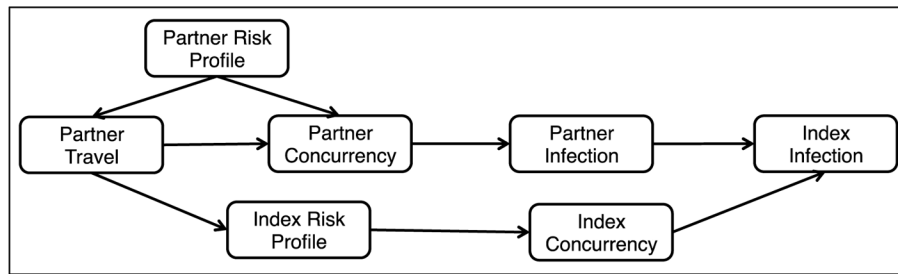 Partner Risk
Profile
Partner
Travel
Partner
Concurrency
Partner
Infection
Index
Infection
Index Risk
Profile
Index
Concurrency